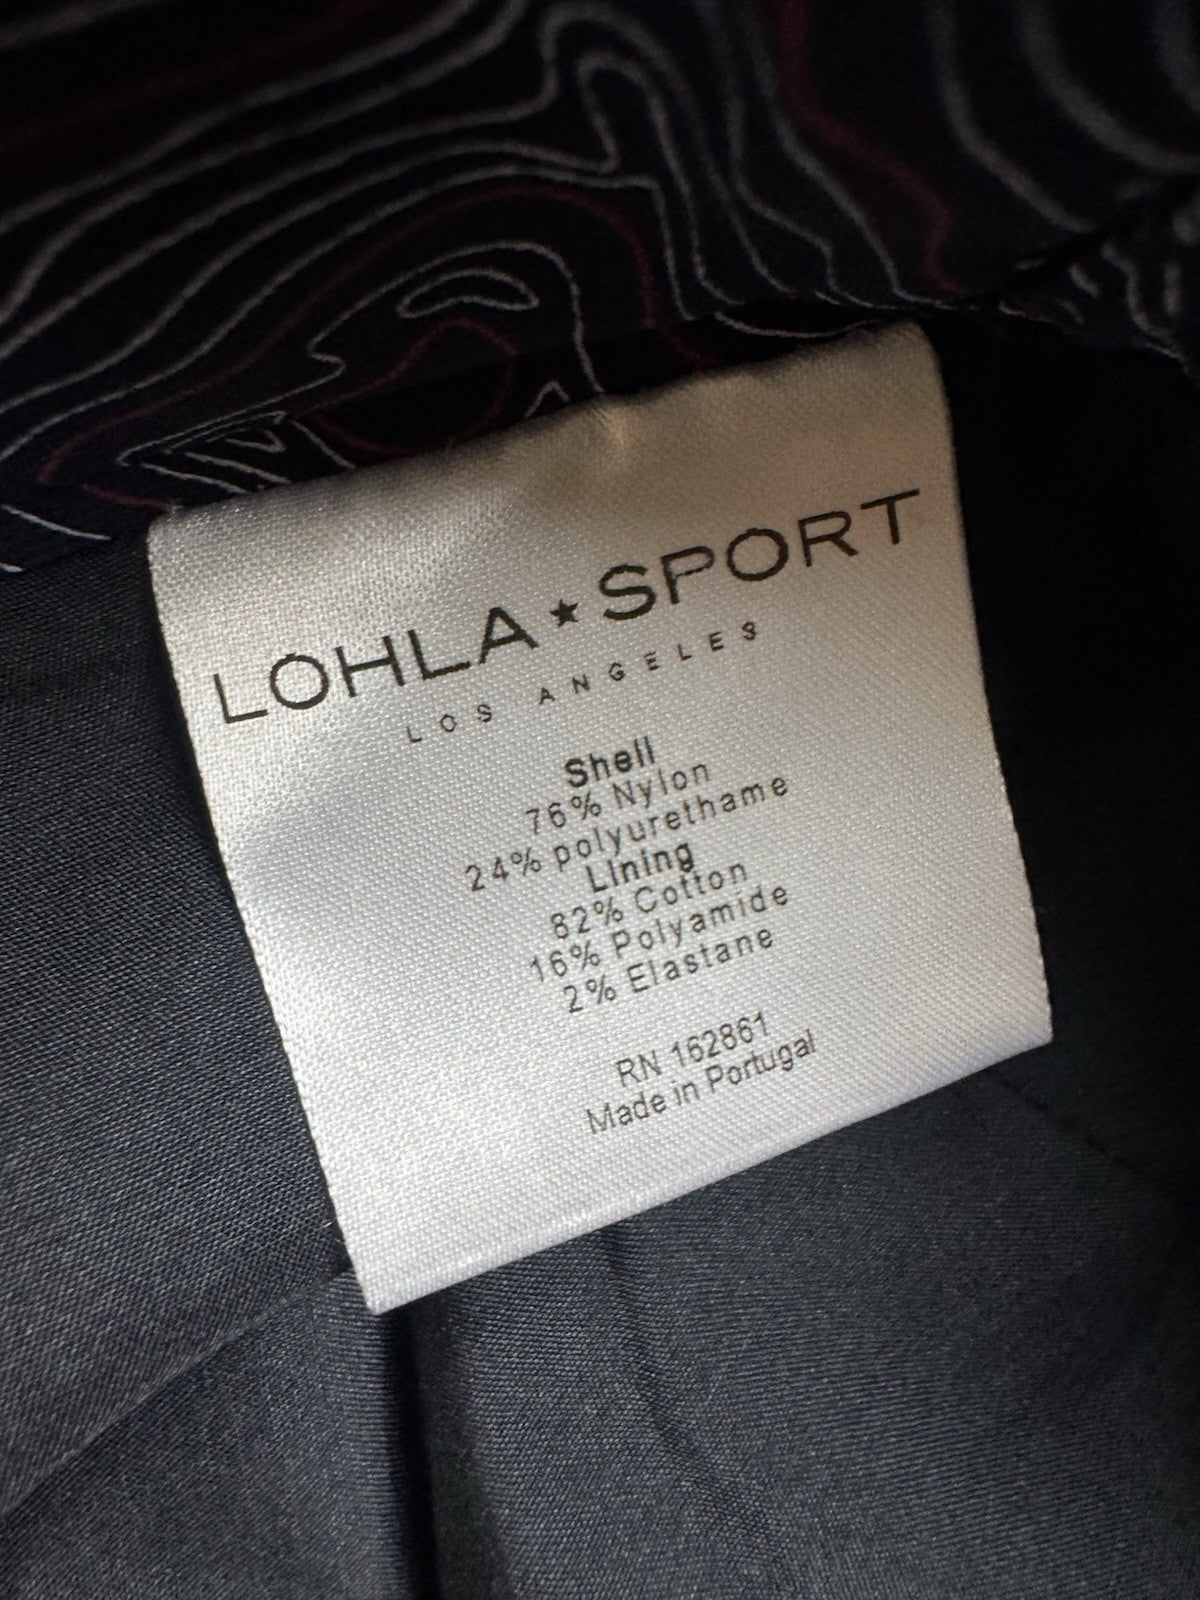 LOHLA★SPORT
LOS ANGELES
Shell
76% Nylon
24% polyurethame
Lining
82% Cotton
16% Polyamide
2% Elastane
RN 162861
Made in Portugal